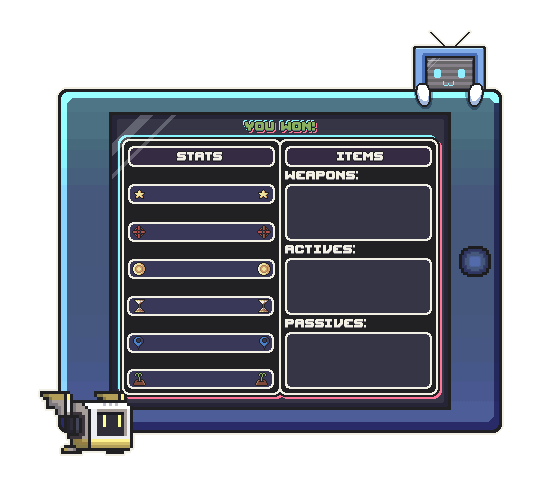 YOU WON!
STATS
ITEMS
WEAPONS:
ACTIVES:
PASSIVES: